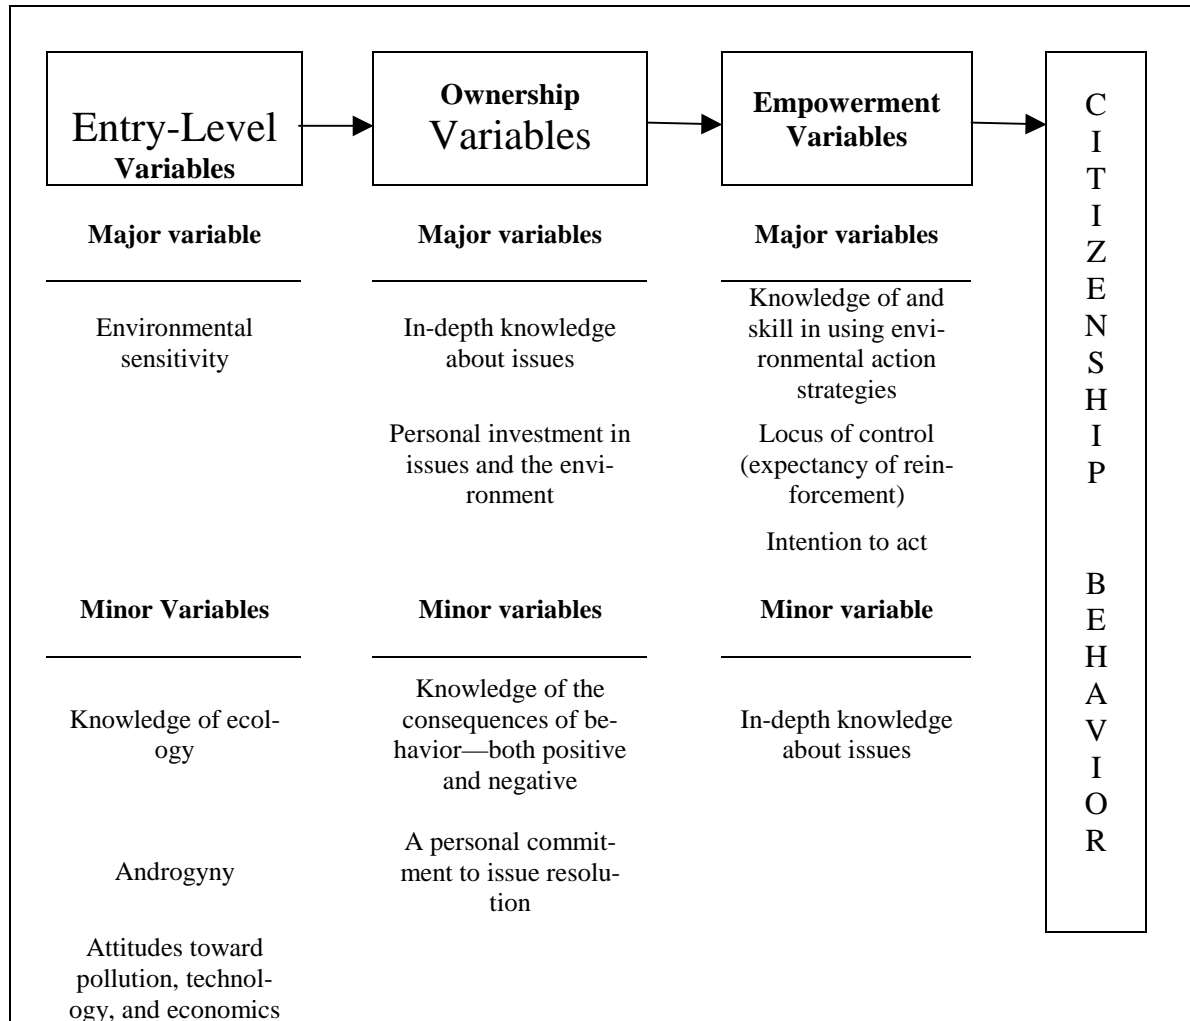 Entry-Level
Variables
Ownership
Variables
Empowerment
Variables
Major variable
Environmental
sensitivity
Minor Variables
Knowledge of ecol-
ogy
Androgyny
Attitudes toward
pollution, technol-
ogy, and economics
Major variables
In-depth knowledge
about issues
Personal investment in
issues and the envi-
ronment
Minor variables
Knowledge of the
consequences of be-
havior—both positive
and negative
A personal commit-
ment to issue resolu-
tion
Major variables
Knowledge of and
skill in using envi-
ronmental action
strategies
Locus of control
(expectancy of rein-
forcement)
Intention to act
Minor variable
In-depth knowledge
about issues
CITIZENSHIP BEHAVIOR